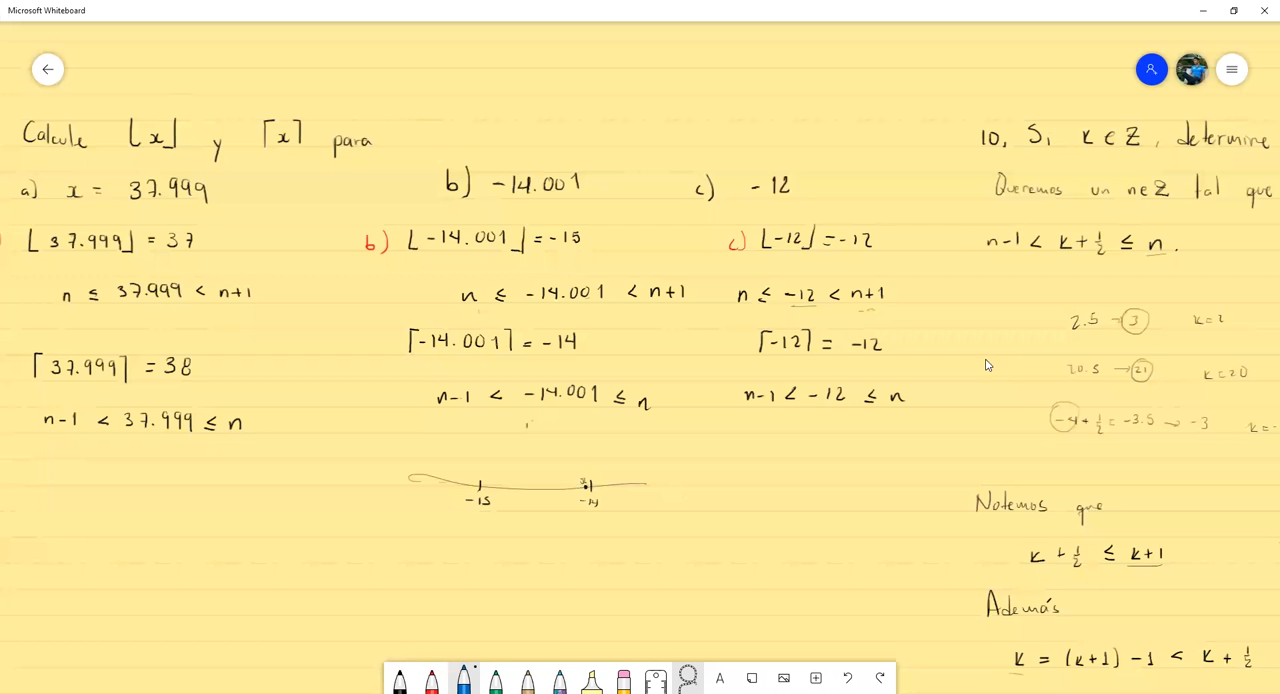 Microsoft Whiteboard
Calcule ⌊x⌋ y ⌈x⌉ para
a) x = 37.999
⌊37.999⌋ = 37
n ≤ 37.999 < n+1
⌈37.999⌉ = 38
n-1 < 37.999 ≤ n
b) -14.001
b) ⌊-14.001⌋ = -15
n ≤ -14.001 < n+1
⌈-14.001⌉ = -14
n-1 < -14.001 ≤ n
x
-15 -14
c) -12
c) ⌊-12⌋ = -12
n ≤ -12 < n+1
⌈-12⌉ = -12
n-1 < -12 ≤ n
10. Si k ∈ Z, determine
Queremos un n∈Z tal que
n-1 < k + 1/2 ≤ n.
2.5 → 3 k=2
20.5 → 21 k=20
-4 + 1/2 = -3.5 → -3 k=-
Notemos que
k + 1/2 ≤ k+1
Además
k = (k+1) - 1 < k + 1/2